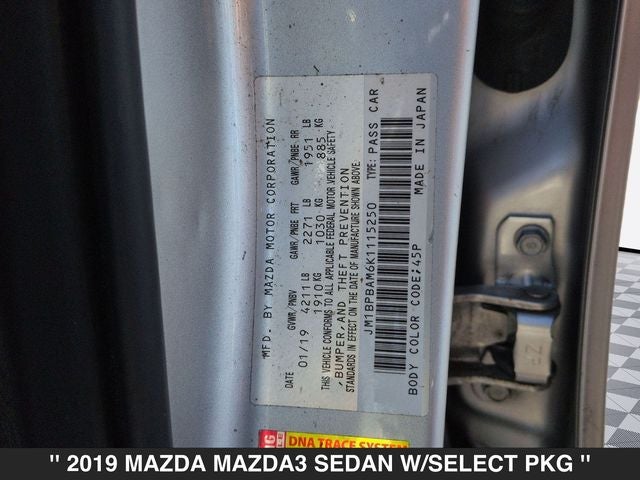 MFD. BY MAZDA MOTOR CORPORATION
DATE GVWR/PNBV GAWR/PNBE FRT GAWR/PNBE RR
01/19 4211 LB 2271 LB 1951 LB
1910 KG 1030 KG 885 KG
THIS VEHICLE CONFORMS TO ALL APPLICABLE FEDERAL MOTOR VEHICLE SAFETY
,BUMPER,AND THEFT PREVENTION
STANDARDS IN EFFECT ON THE DATE OF MANUFACTURE SHOWN ABOVE.
JM1BPBAM6K1115250 TYPE: PASS CAR
BODY COLOR CODE;45P MADE IN JAPAN
DNA TRACE SYSTEM
" 2019 MAZDA MAZDA3 SEDAN W/SELECT PKG "